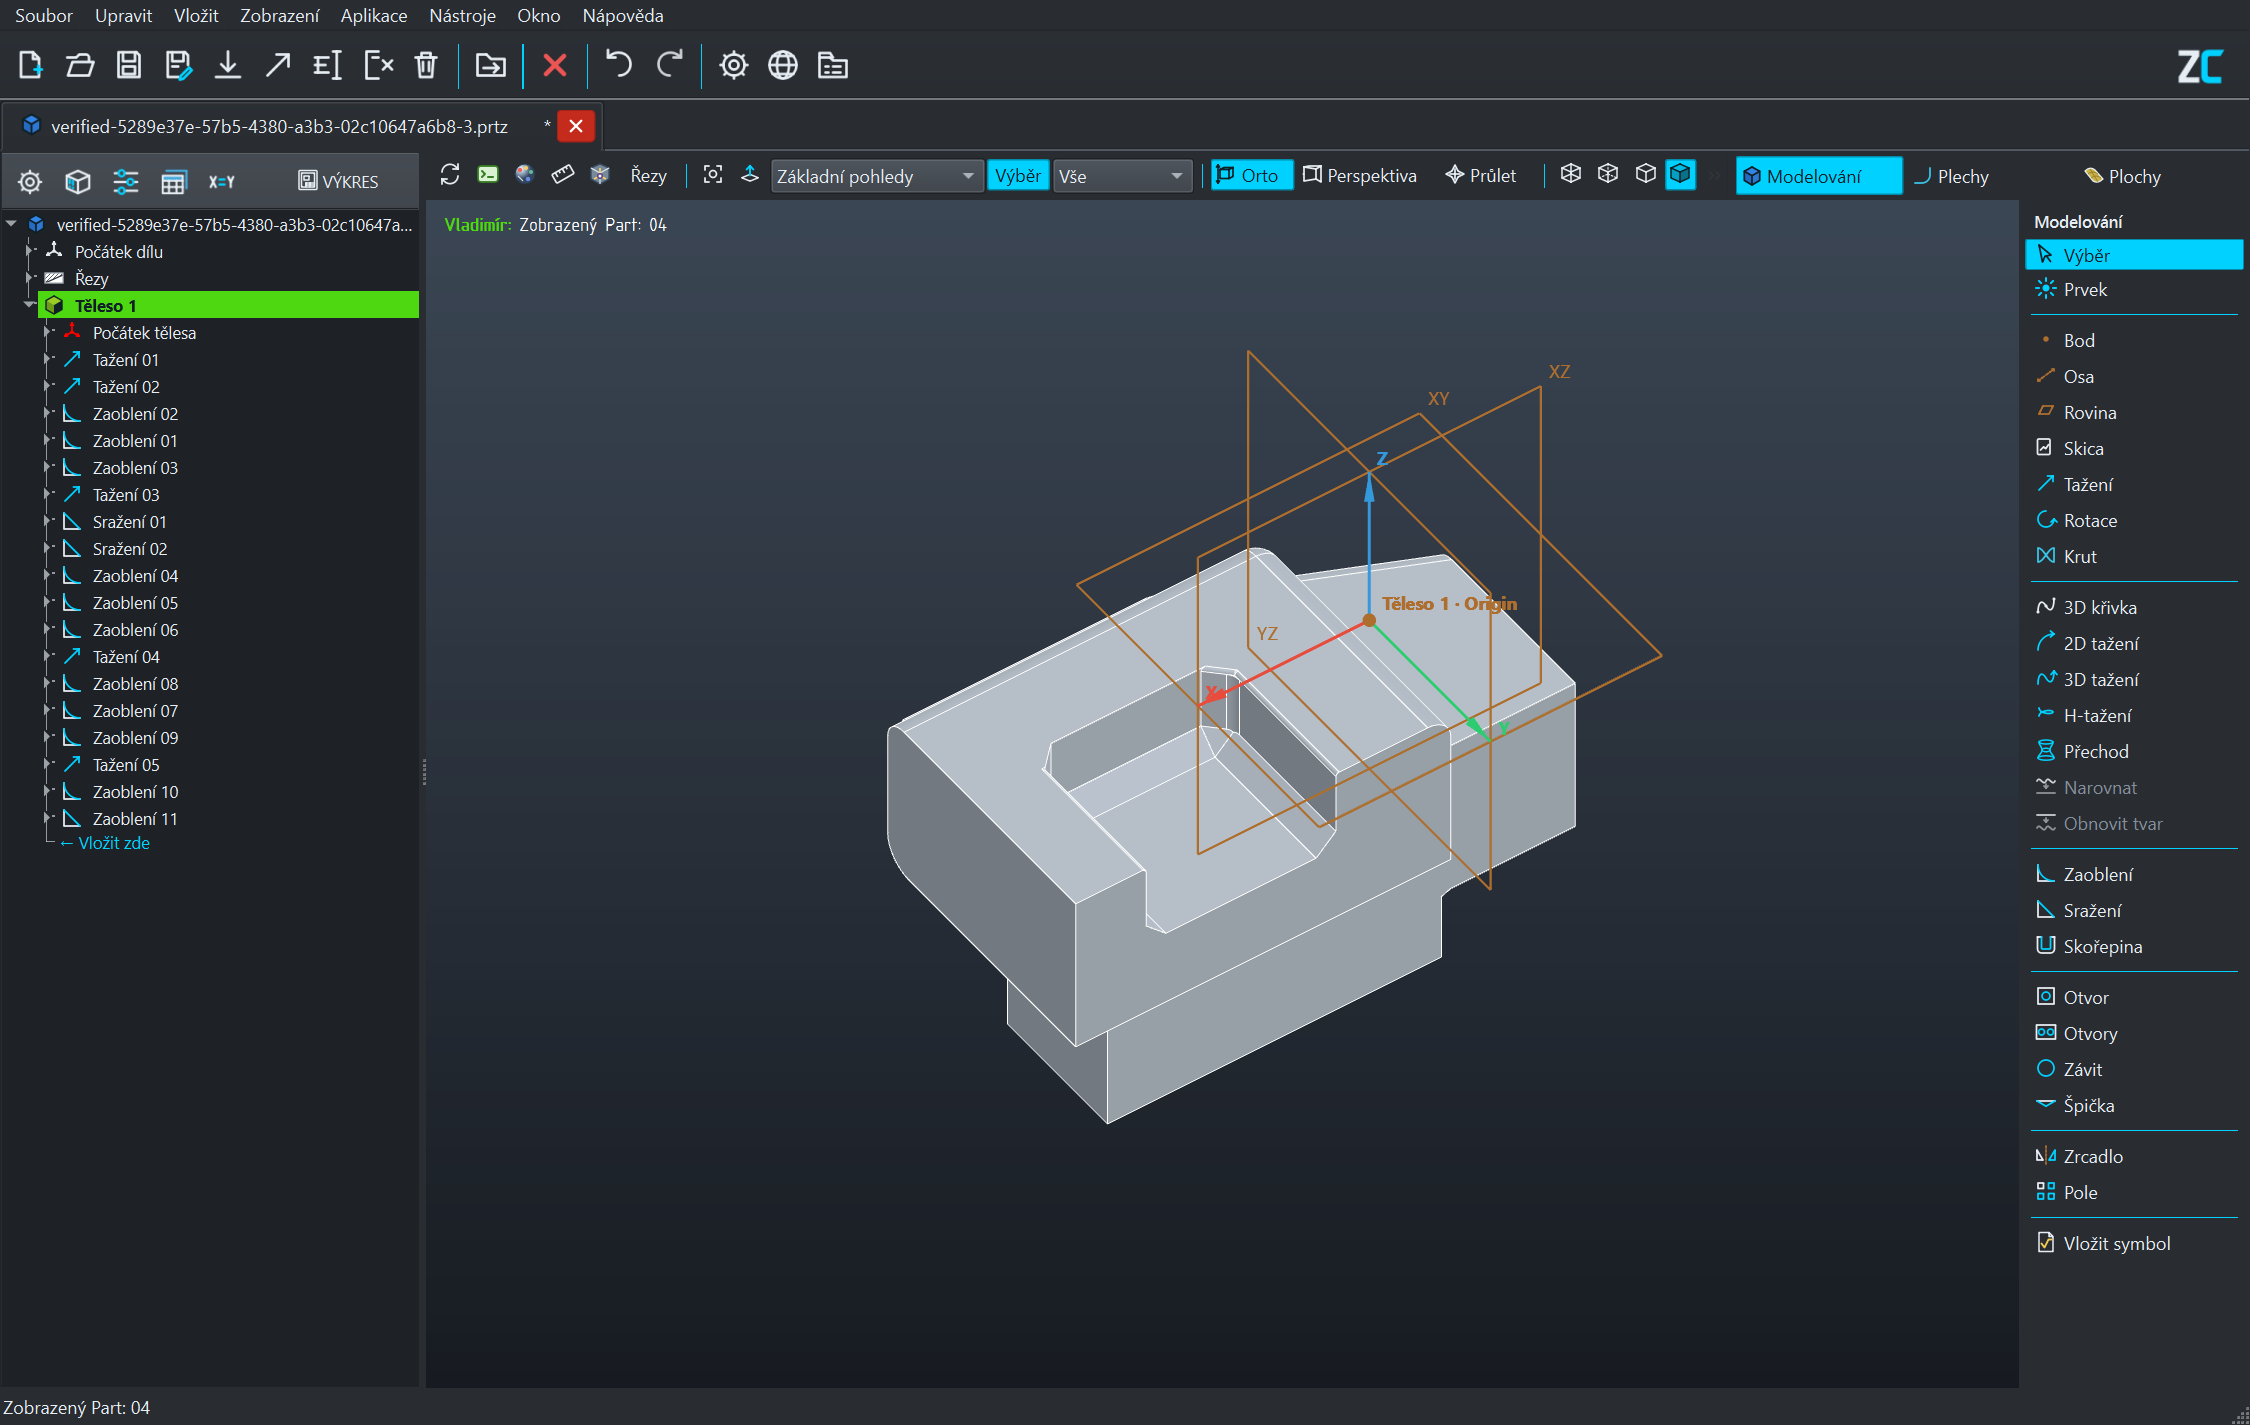 Soubor Upravit Vložit Zobrazení Aplikace Nástroje Okno Nápověda
ZC
verified-5289e37e-57b5-4380-a3b3-02c10647a6b8-3.prtz *
X=Y VÝKRES Řezy Základní pohledy Výběr Vše Orto Perspektiva Průlet Modelování Plechy Plochy
verified-5289e37e-57b5-4380-a3b3-02c10647a...
Počátek dílu
Řezy
Těleso 1
Počátek tělesa
Tažení 01
Tažení 02
Zaoblení 02
Zaoblení 01
Zaoblení 03
Tažení 03
Sražení 01
Sražení 02
Zaoblení 04
Zaoblení 05
Zaoblení 06
Tažení 04
Zaoblení 08
Zaoblení 07
Zaoblení 09
Tažení 05
Zaoblení 10
Zaoblení 11
← Vložit zde
Vladimír: Zobrazený Part: 04
XZ
XY
Z
Těleso 1 · Origin
YZ
X
Y
Modelování
Výběr
Prvek
Bod
Osa
Rovina
Skica
Tažení
Rotace
Krut
3D křivka
2D tažení
3D tažení
H-tažení
Přechod
Narovnat
Obnovit tvar
Zaoblení
Sražení
Skořepina
Otvor
Otvory
Závit
Špička
Zrcadlo
Pole
Vložit symbol
Zobrazený Part: 04